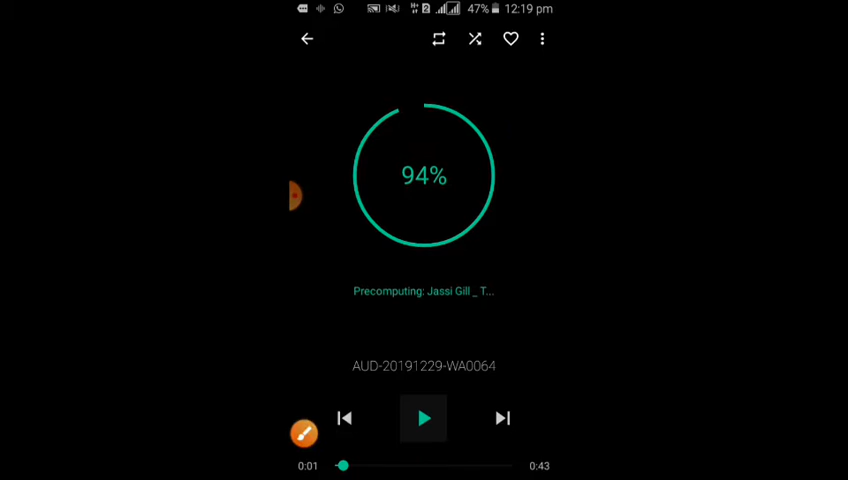 47% 12:19 pm
94%
Precomputing: Jassi Gill _ T...
AUD-20191229-WA0064
0:01 0:43